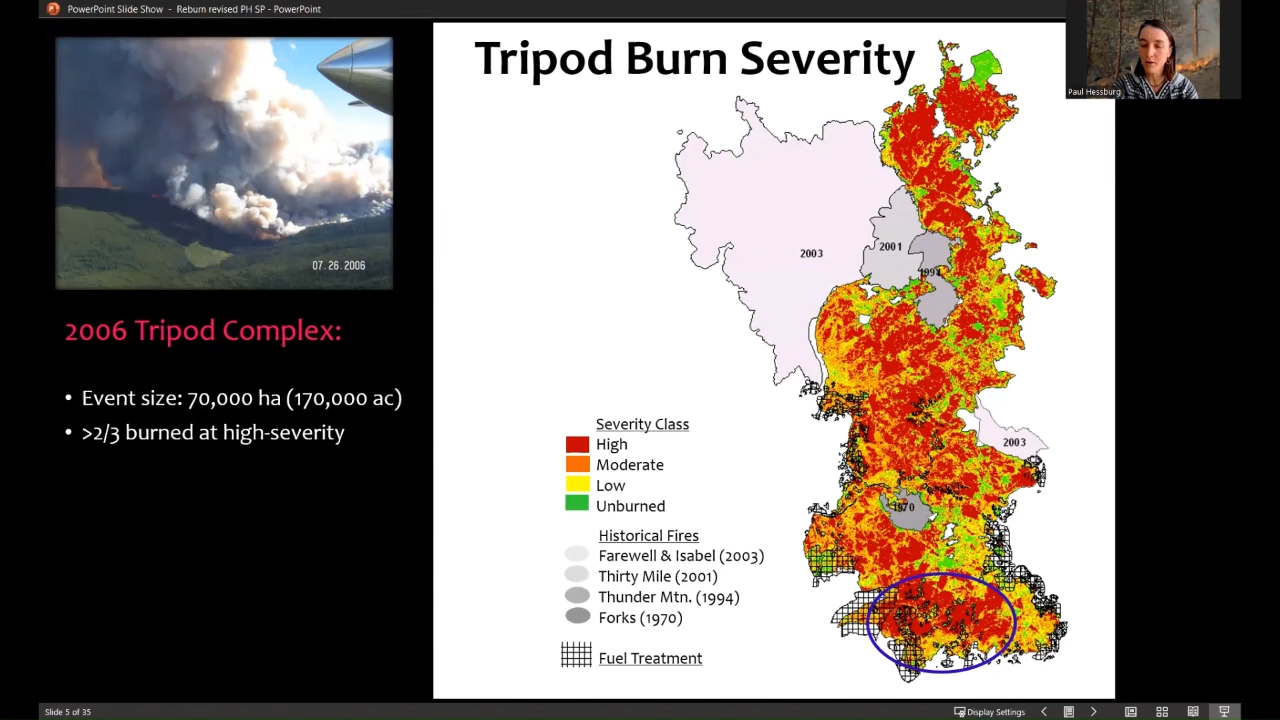 PowerPoint Slide Show - Reburn revised PH SP - PowerPoint
Tripod Burn Severity
Paul Hessburg
07.26.2006
2006 Tripod Complex:
• Event size: 70,000 ha (170,000 ac)
• >2/3 burned at high-severity
2003
2001
1994
2003
1970
Severity Class
High
Moderate
Low
Unburned
Historical Fires
Farewell & Isabel (2003)
Thirty Mile (2001)
Thunder Mtn. (1994)
Forks (1970)
Fuel Treatment
Slide 5 of 35
Display Settings